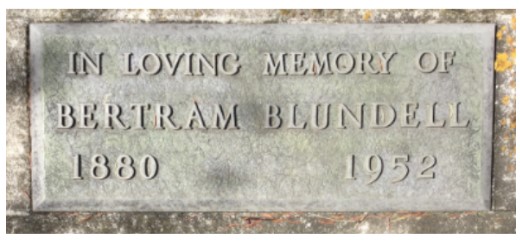 IN LOVING MEMORY OF
BERTRAM BLUNDELL
1880 1952